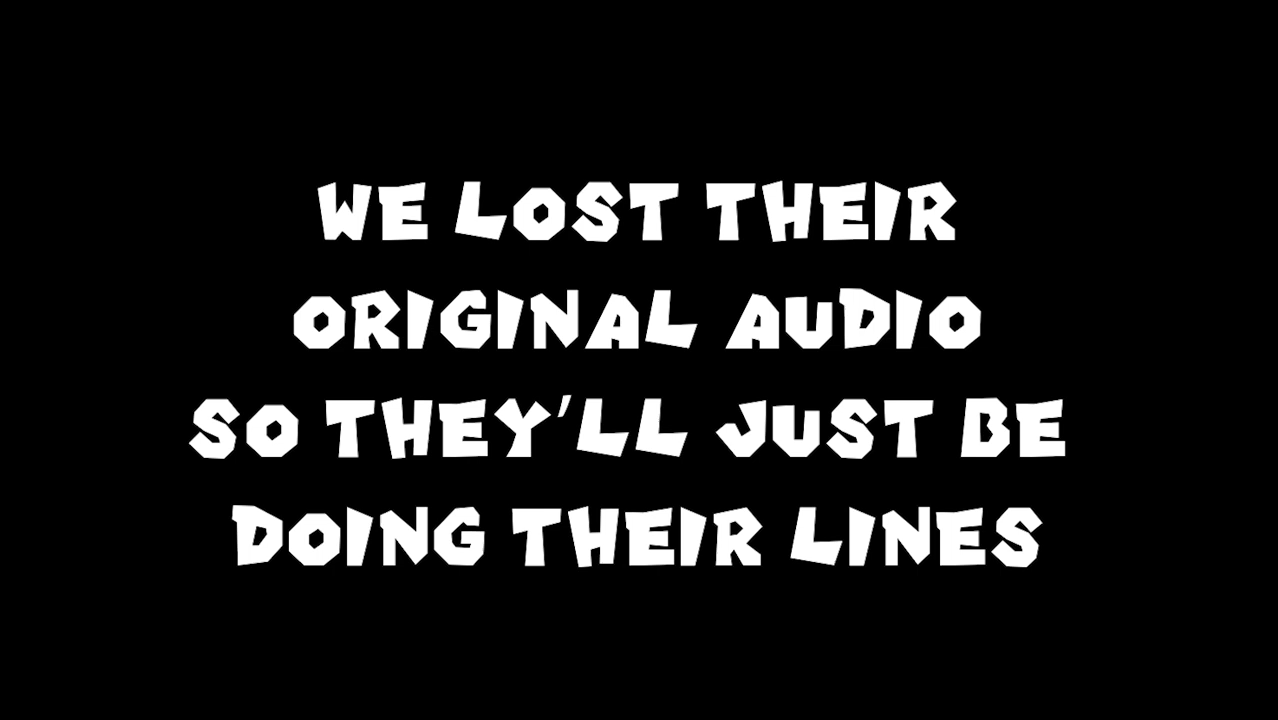 WE LOST THEIR
ORIGINAL AUDIO
SO THEY'LL JUST BE
DOING THEIR LINES